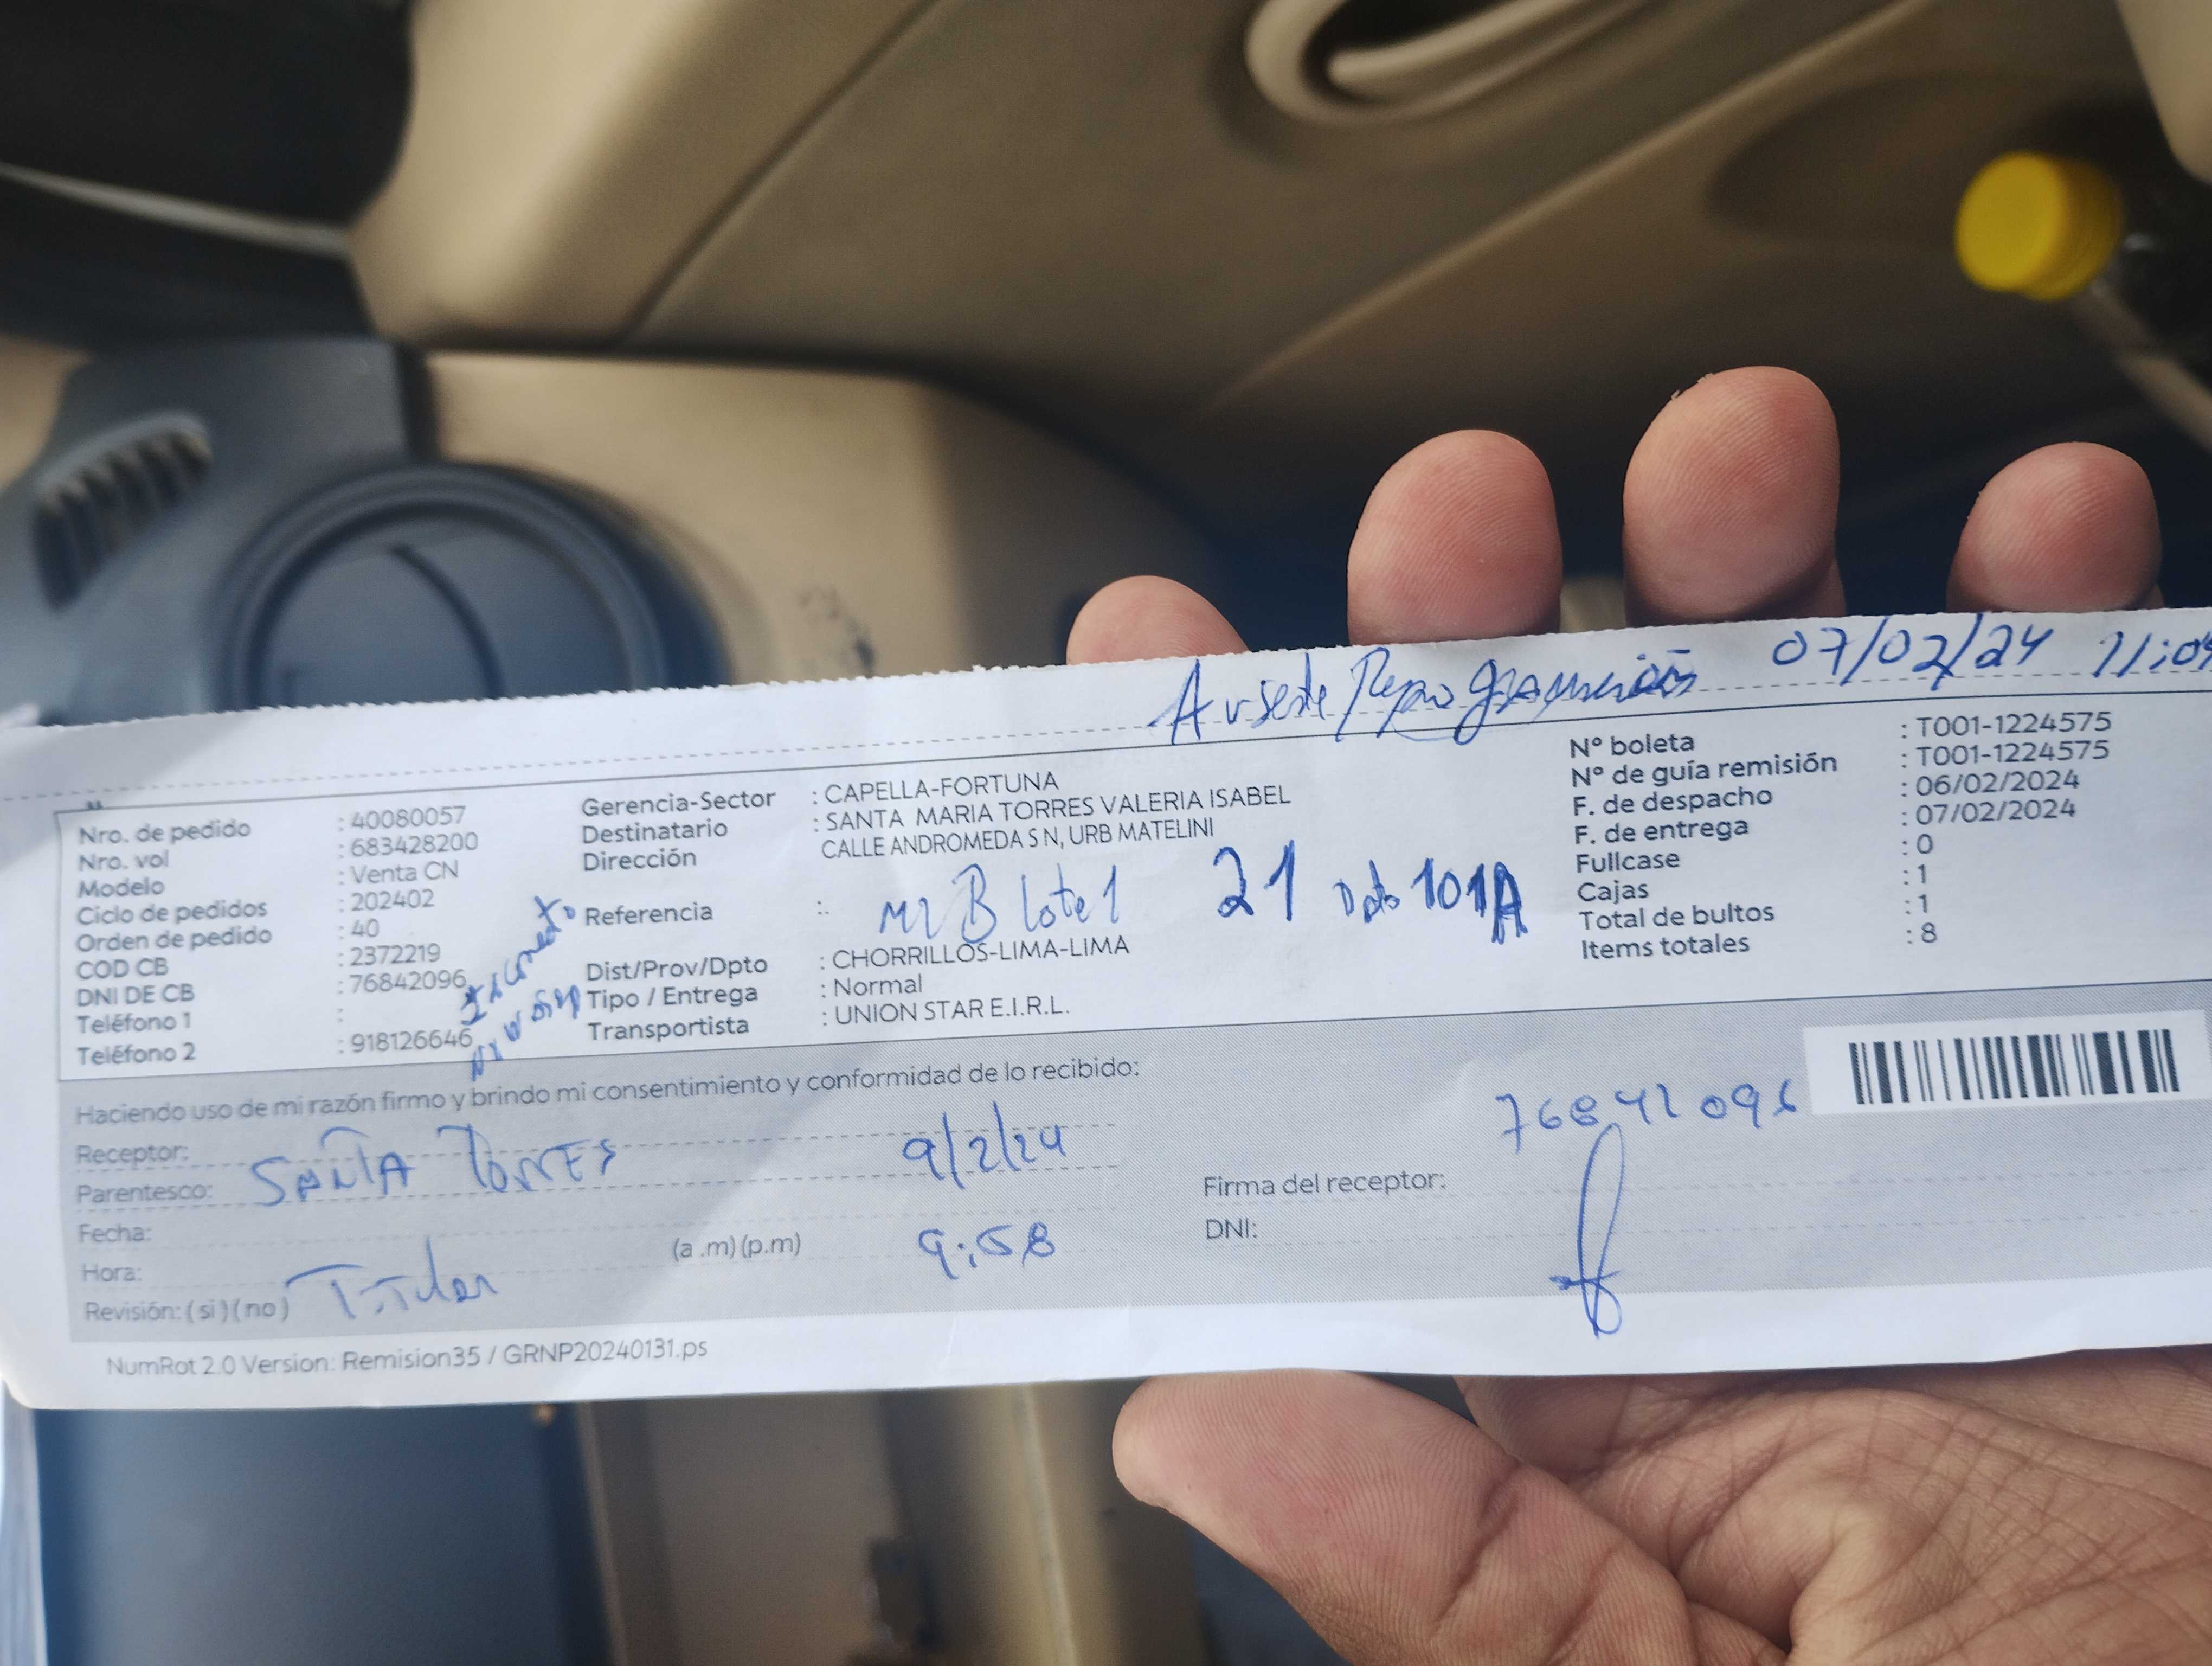 Ausente Reprogramación 07/02/24 11:04
Nro. de pedido : 40080057
Nro. vol : 683428200
Modelo : Venta CN
Ciclo de pedidos : 202402
Orden de pedido : 40
COD CB : 2372219
DNI DE CB : 76842096
Teléfono 1 :
Teléfono 2 : 918126646
Gerencia-Sector : CAPELLA-FORTUNA
Destinatario : SANTA MARIA TORRES VALERIA ISABEL
Dirección CALLE ANDROMEDA S N, URB MATELINI
Referencia :. MZ B lote 1 21 Dpto 101A
Dist/Prov/Dpto : CHORRILLOS-LIMA-LIMA
Tipo / Entrega : Normal
Transportista : UNION STAR E.I.R.L.
N° boleta : T001-1224575
N° de guía remisión : T001-1224575
F. de despacho : 06/02/2024
F. de entrega : 07/02/2024
Fullcase : 0
Cajas : 1
Total de bultos : 1
Items totales : 8
Haciendo uso de mi razón firmo y brindo mi consentimiento y conformidad de lo recibido:
Receptor:
Parentesco: SANTA TORRES 9/2/24
Fecha:
Hora: (a .m) (p.m) 9:58
Revisión: ( si ) ( no ) Titular
76842096
Firma del receptor:
DNI:
NumRot 2.0 Version: Remision35 / GRNP20240131.ps